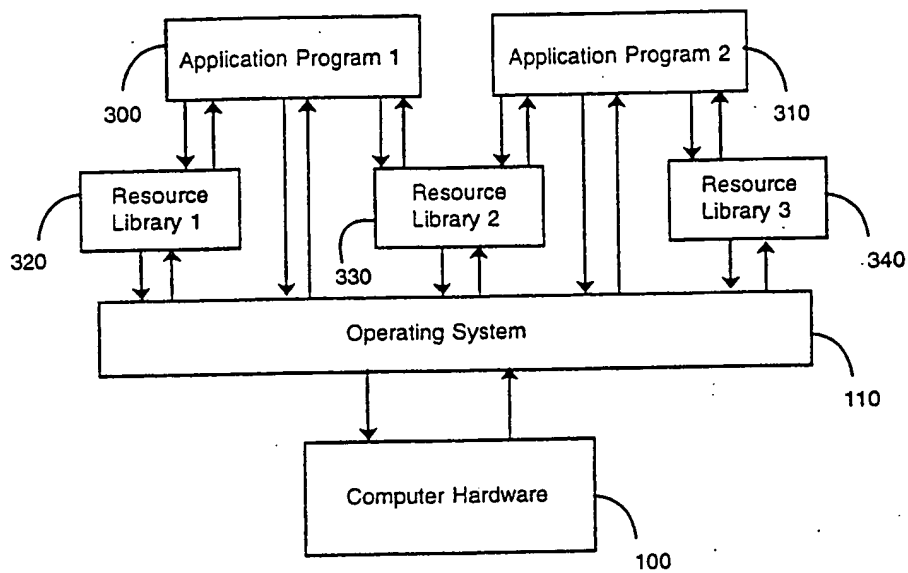 Application Program 1
Application Program 2
300
310
Resource
Library 1
Resource
Library 2
Resource
Library 3
320
330
340
Operating System
110
Computer Hardware
100